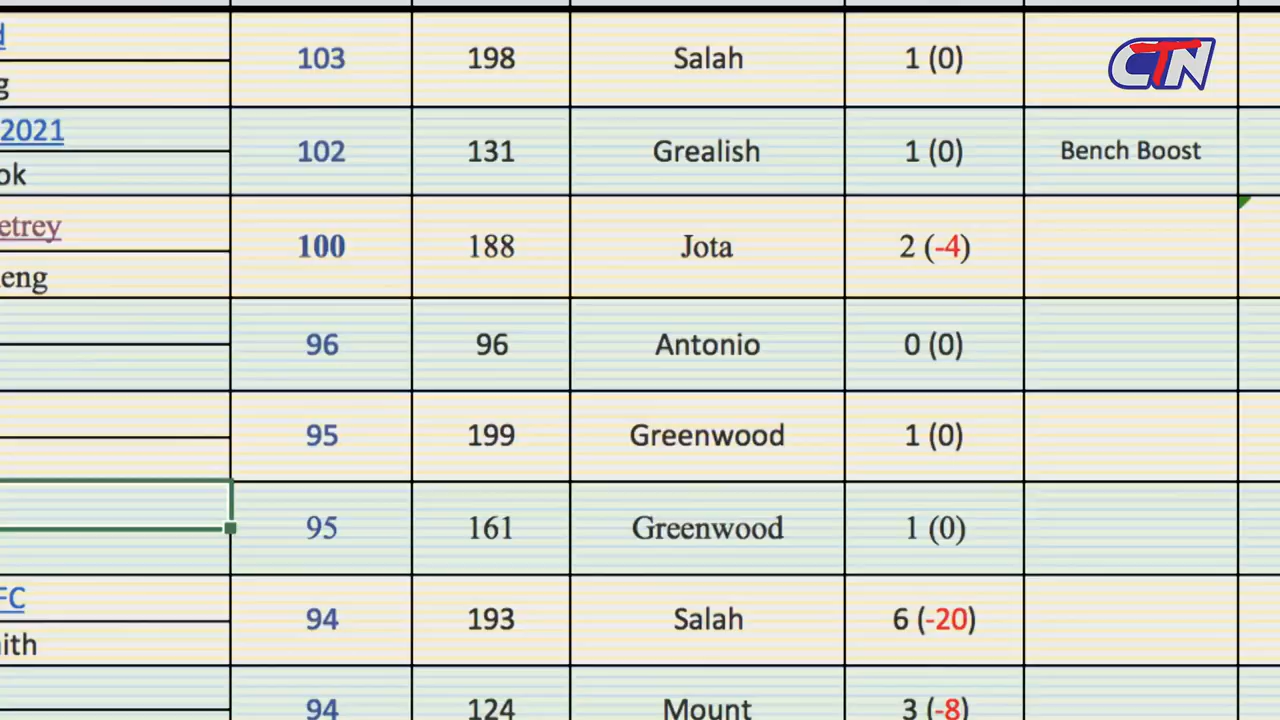 d
103 198 Salah 1 (0)
g
CTN
2021
102 131 Grealish 1 (0) Bench Boost
ok
etrey
100 188 Jota 2 (-4)
eng
96 96 Antonio 0 (0)
95 199 Greenwood 1 (0)
95 161 Greenwood 1 (0)
FC
94 193 Salah 6 (-20)
ith
94 124 Mount 3 (-8)